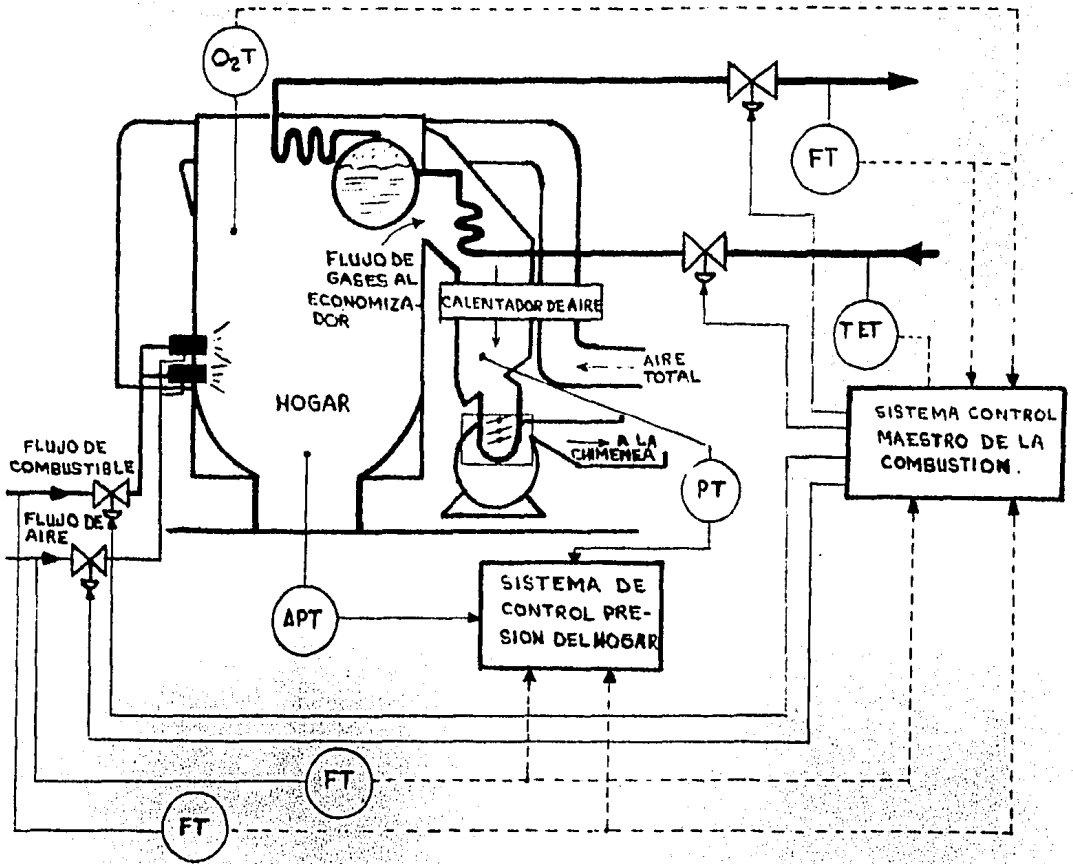 O₂T
FT
FLUJO DE
GASES AL
ECONOMIZA-
DOR
CALENTADOR DE AIRE
TET
AIRE
TOTAL
HOGAR
SISTEMA CONTROL
MAESTRO DE LA
COMBUSTION.
FLUJO DE
COMBUSTIBLE
A LA
CHIMENEA
PT
FLUJO DE
AIRE
SISTEMA DE
CONTROL PRE-
SION DEL HOGAR
ΔPT
FT
FT